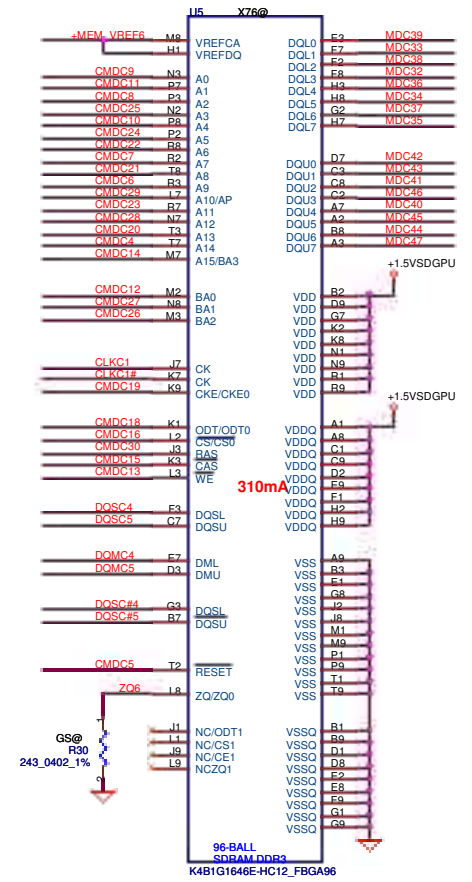 U5 X76@
+MEM_VREF6 M8 VREFCA DQL0 E3 MDC39
H1 VREFDQ DQL1 F7 MDC33
DQL2 F2 MDC38
CMDC9 N3 A0 DQL3 F8 MDC32
CMDC11 P7 A1 DQL4 H3 MDC36
CMDC8 P3 A2 DQL5 H8 MDC34
CMDC25 N2 A3 DQL6 G2 MDC37
CMDC10 P8 A4 DQL7 H7 MDC35
CMDC24 P2 A5
CMDC22 R8 A6
CMDC7 R2 A7 DQU0 D7 MDC42
CMDC21 T8 A8 DQU1 C3 MDC43
CMDC6 R3 A9 DQU2 C8 MDC41
CMDC29 L7 A10/AP DQU3 C2 MDC46
CMDC23 R7 A11 DQU4 A7 MDC40
CMDC28 N7 A12 DQU5 A2 MDC45
CMDC20 T3 A13 DQU6 B8 MDC44
CMDC4 T7 A14 DQU7 A3 MDC47
CMDC14 M7 A15/BA3
+1.5VSDGPU
CMDC12 M2 BA0 VDD B2
CMDC27 N8 BA1 VDD D9
CMDC26 M3 BA2 VDD G7
VDD K2
VDD K8
VDD N1
CLKC1 J7 CK VDD N9
CLKC1# K7 CK VDD R1
CMDC19 K9 CKE/CKE0 VDD R9
+1.5VSDGPU
CMDC18 K1 ODT/ODT0 VDDQ A1
CMDC16 L2 CS/CS0 VDDQ A8
CMDC30 J3 RAS VDDQ C1
CMDC15 K3 CAS VDDQ C9
CMDC13 L3 WE VDDQ D2
310mA VDDQ E9
VDDQ F1
DQSC4 F3 DQSL VDDQ H2
DQSC5 C7 DQSU VDDQ H9
DQMC4 E7 DML VSS A9
DQMC5 D3 DMU VSS B3
VSS E1
VSS G8
DQSC#4 G3 DQSL VSS J2
DQSC#5 B7 DQSU VSS J8
VSS M1
VSS M9
VSS P1
CMDC5 T2 RESET VSS P9
VSS T1
ZQ6 L8 ZQ/ZQ0 VSS T9
1
J1 NC/ODT1 VSSQ B1
GS@ L1 NC/CS1 VSSQ B9
R30 J9 NC/CE1 VSSQ D1
243_0402_1% L9 NCZQ1 VSSQ D8
2 VSSQ E2
VSSQ E8
VSSQ F9
VSSQ G1
VSSQ G9
96-BALL
SDRAM DDR3
K4B1G1646E-HC12_FBGA96